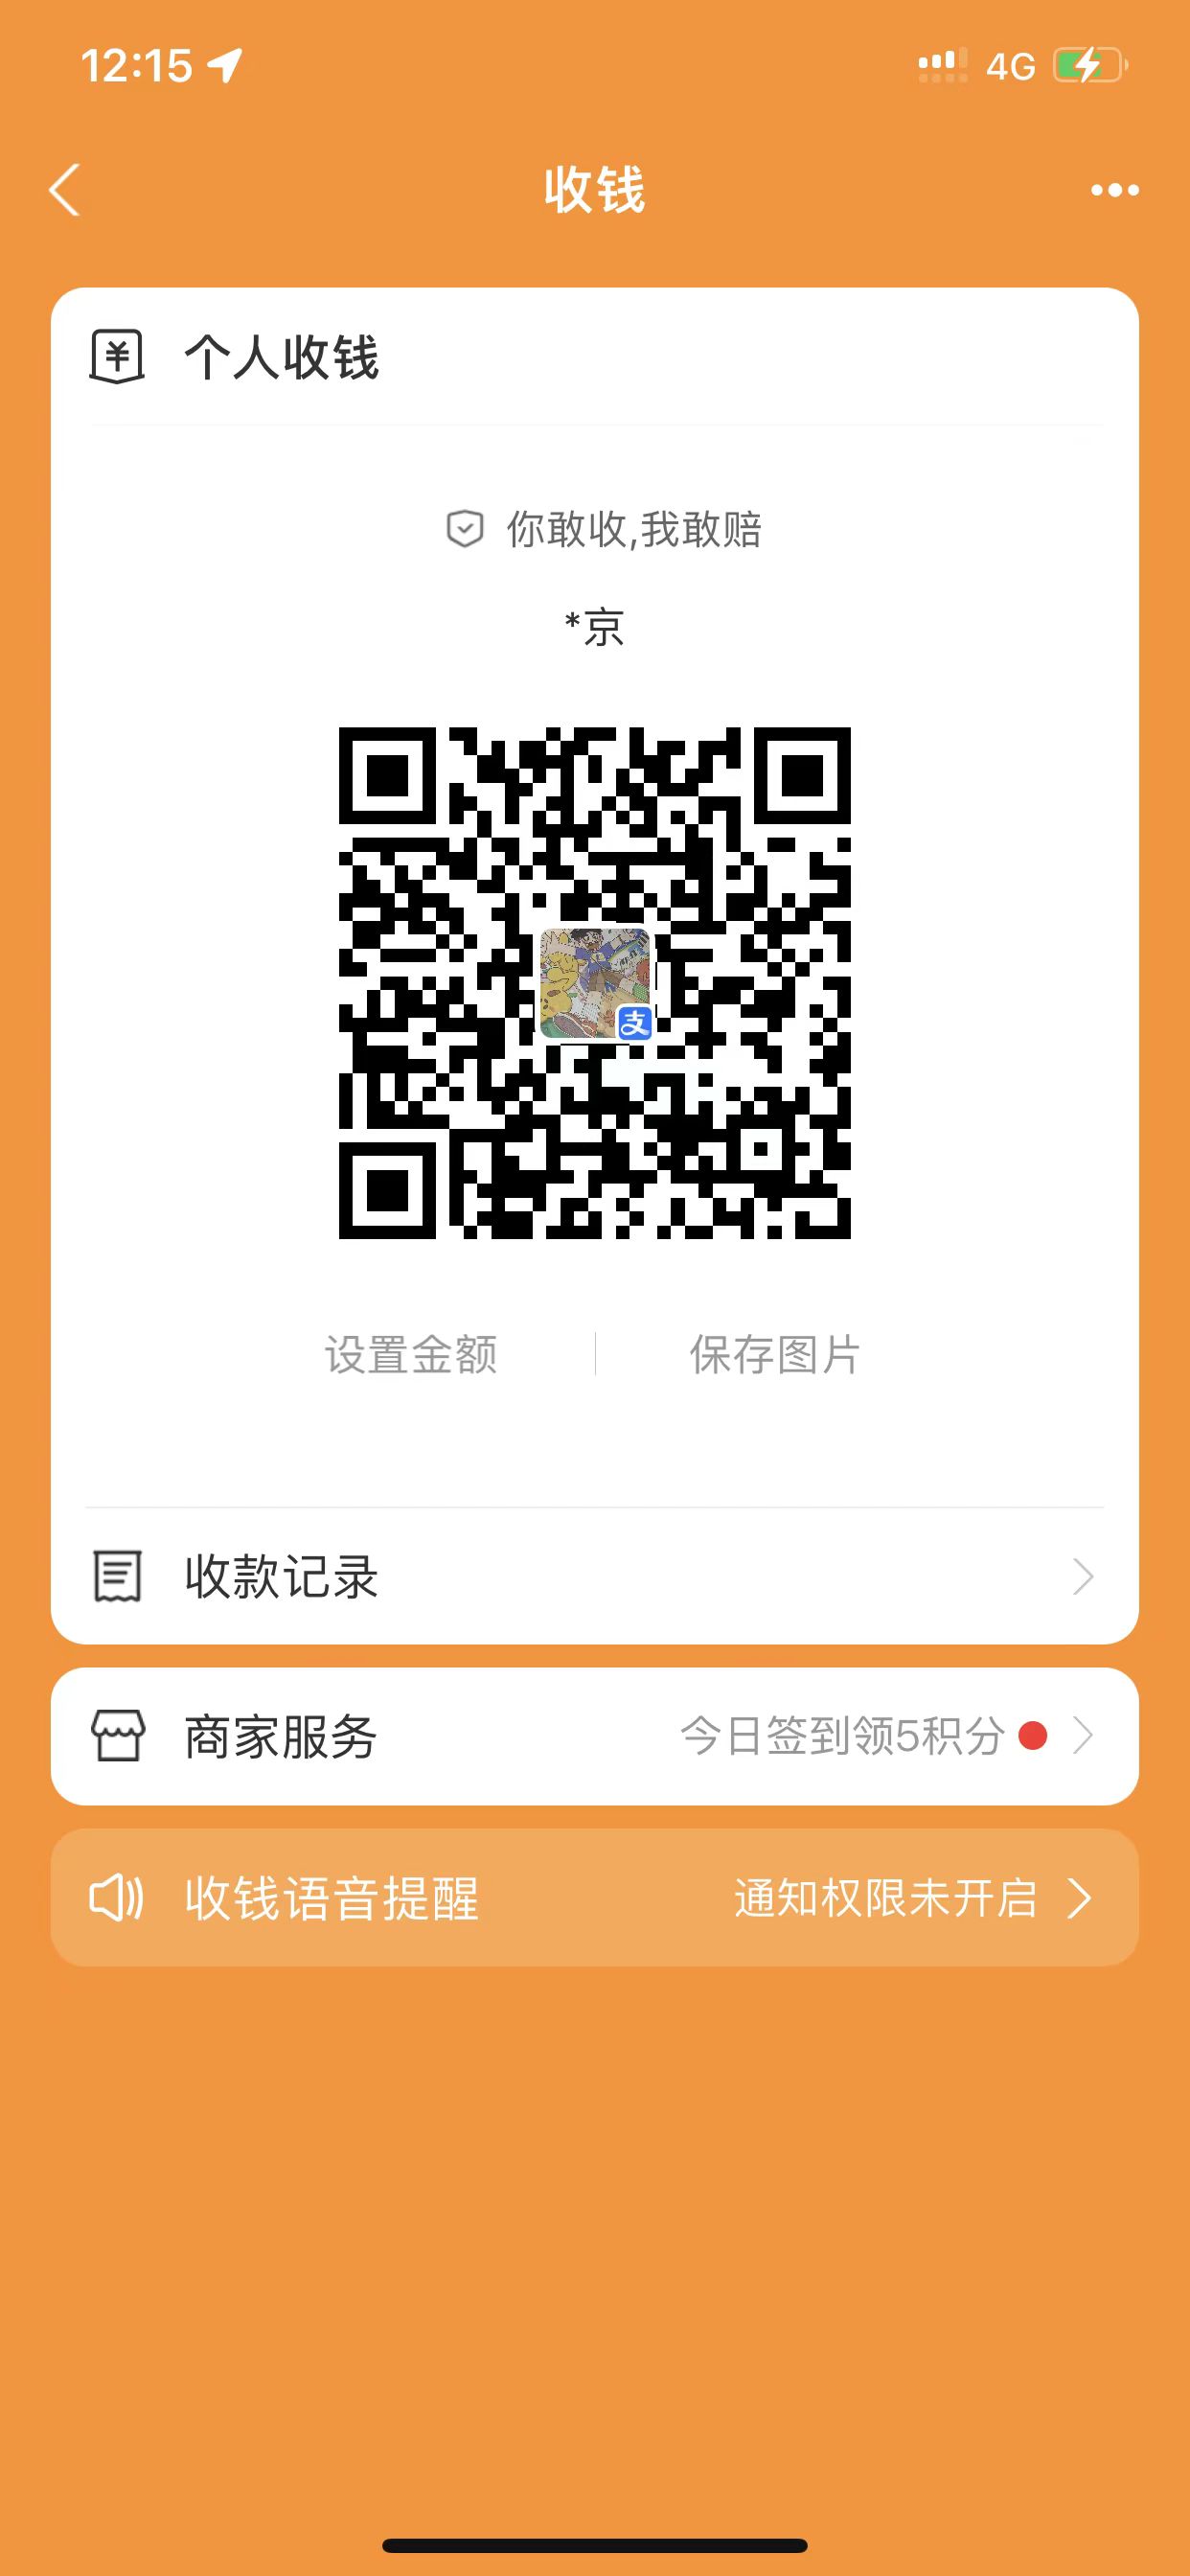 12:15
4G
收钱
个人收钱
你敢收,我敢赔
*京
支
设置金额
保存图片
收款记录
商家服务
今日签到领5积分
收钱语音提醒
通知权限未开启